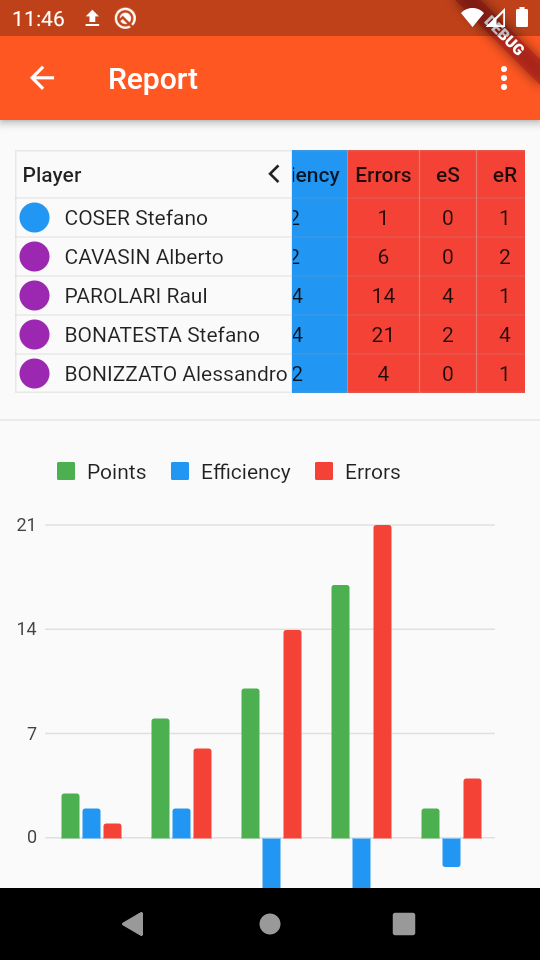 11:46
DEBUG
Report
Player iency Errors eS eR
COSER Stefano 2 1 0 1
CAVASIN Alberto 2 6 0 2
PAROLARI Raul 4 14 4 1
BONATESTA Stefano 4 21 2 4
BONIZZATO Alessandro 2 4 0 1
Points Efficiency Errors
21
14
7
0